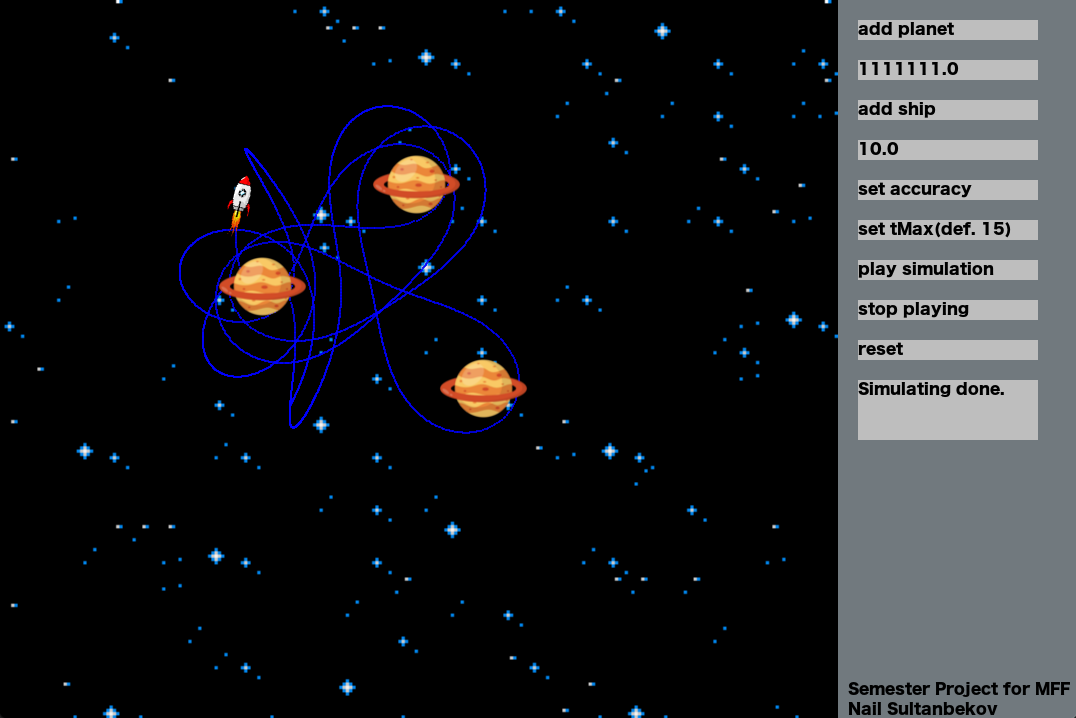 add planet
1111111.0
add ship
10.0
set accuracy
set tMax(def. 15)
play simulation
stop playing
reset
Simulating done.
Semester Project for MFF
Nail Sultanbekov